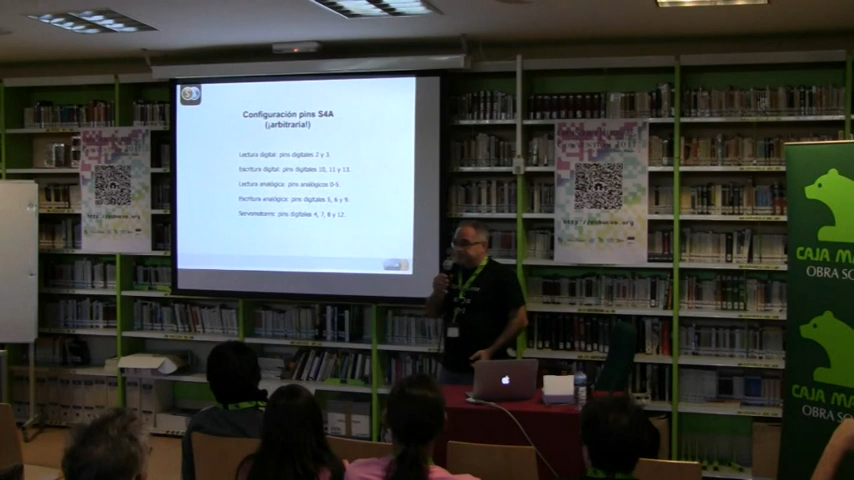 Configuración pins S4A
(¡arbitraria!)
Lectura digital: pins digitales 2 y 3.
Escritura digital: pins digitales 10, 11 y 13.
Lectura analógica: pins analógicos 0-5.
Escritura analógica: pins digitales 5, 6 y 9.
Servomotores: pins digitales 4, 7, 8 y 12.
CAJA MA
OBRA SO
CAJA MA
OBRA SO